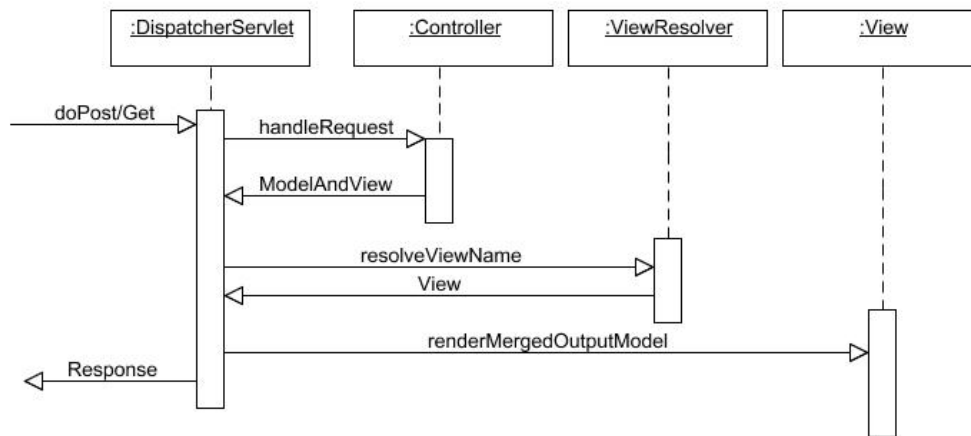 :DispatcherServlet
:Controller
:ViewResolver
:View
doPost/Get
handleRequest
ModelAndView
resolveViewName
View
renderMergedOutputModel
Response